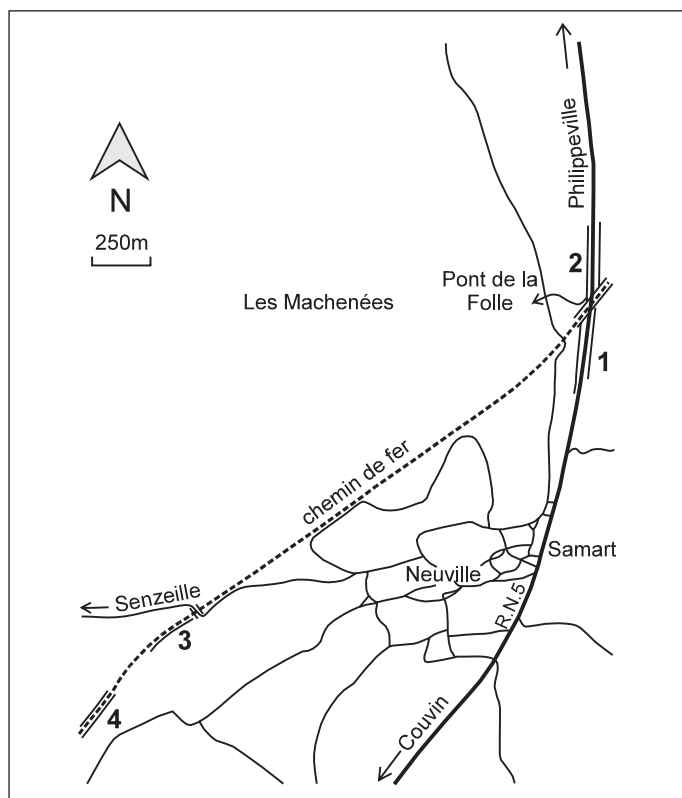 Philippeville
N
250m
2
Pont de la
Folle
Les Machenées
1
chemin de fer
Samart
Neuville
R.N.5
Senzeille
3
4
Couvin